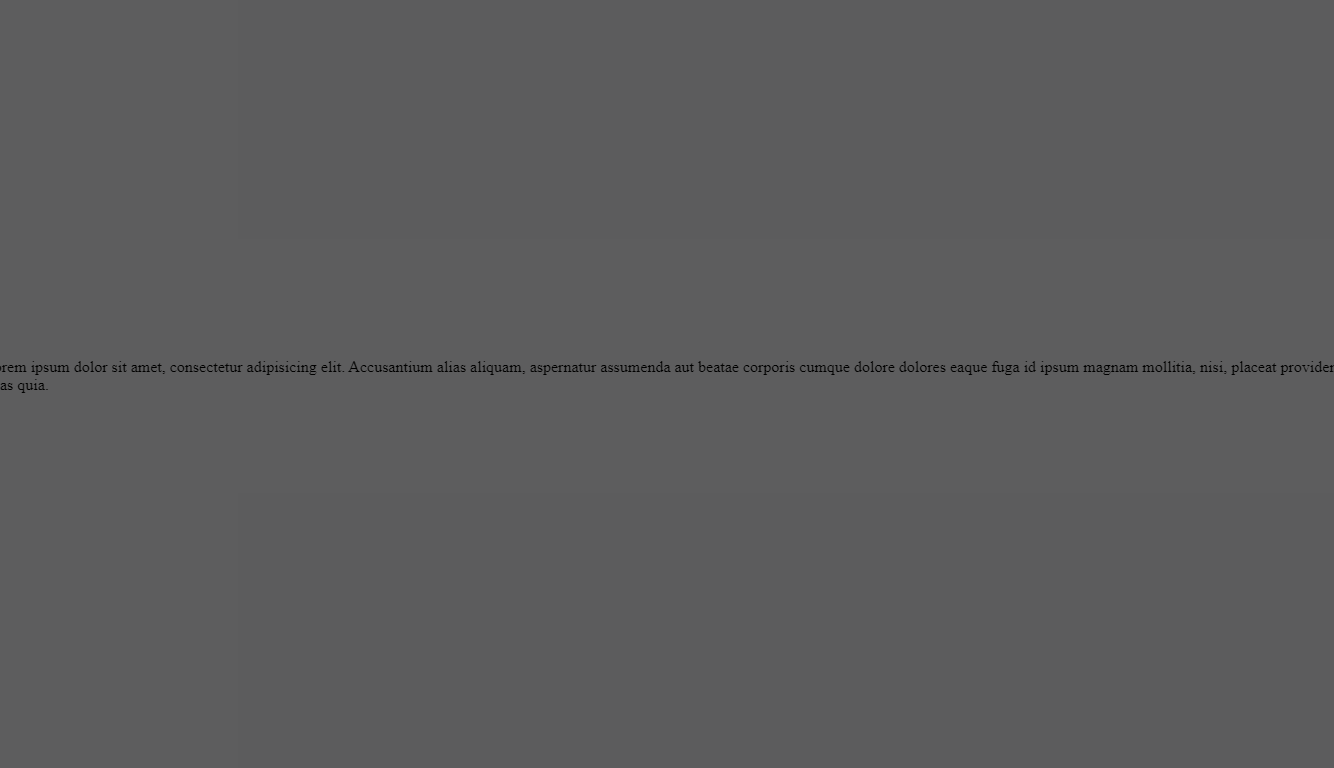 orem ipsum dolor sit amet, consectetur adipisicing elit. Accusantium alias aliquam, aspernatur assumenda aut beatae corporis cumque dolore dolores eaque fuga id ipsum magnam mollitia, nisi, placeat provider
as quia.